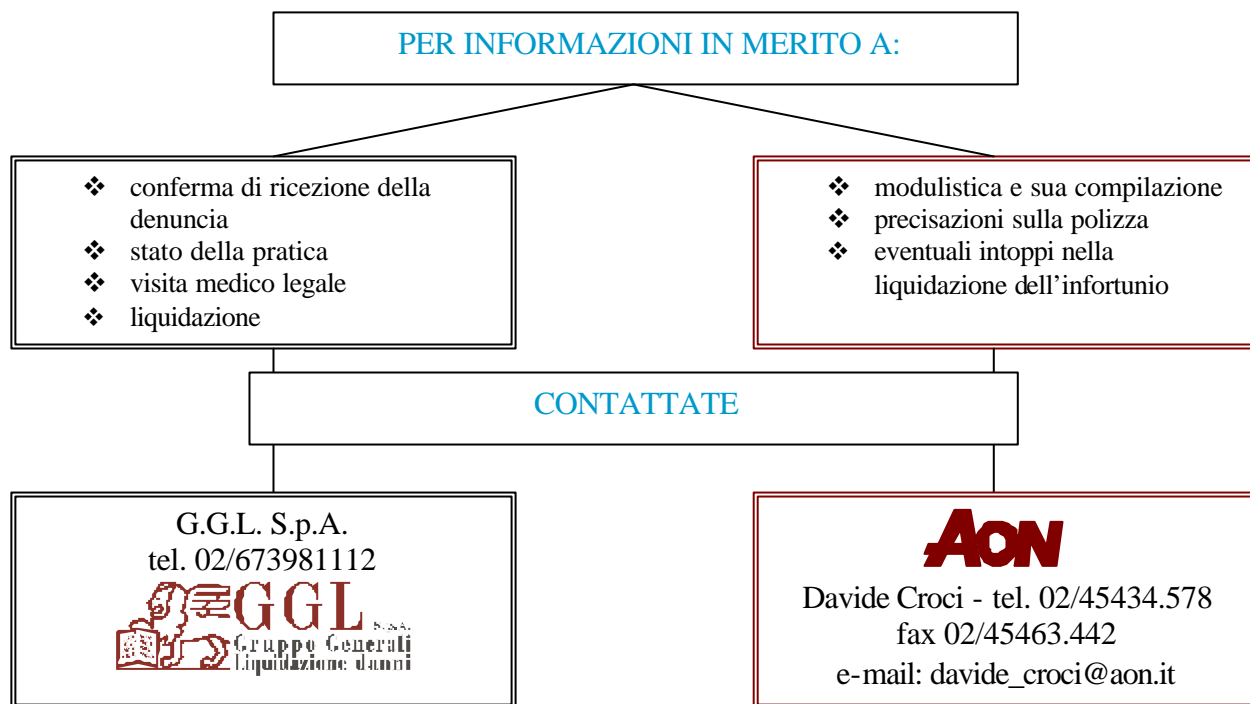 PER INFORMAZIONI IN MERITO A:
❖ conferma di ricezione della
denuncia
❖ stato della pratica
❖ visita medico legale
❖ liquidazione
❖ modulistica e sua compilazione
❖ precisazioni sulla polizza
❖ eventuali intoppi nella
liquidazione dell’infortunio
CONTATTATE
G.G.L. S.p.A.
tel. 02/673981112
GGL S.p.A.
Gruppo Generali
Liquidazione danni
AON
Davide Croci - tel. 02/45434.578
fax 02/45463.442
e-mail: davide_croci@aon.it